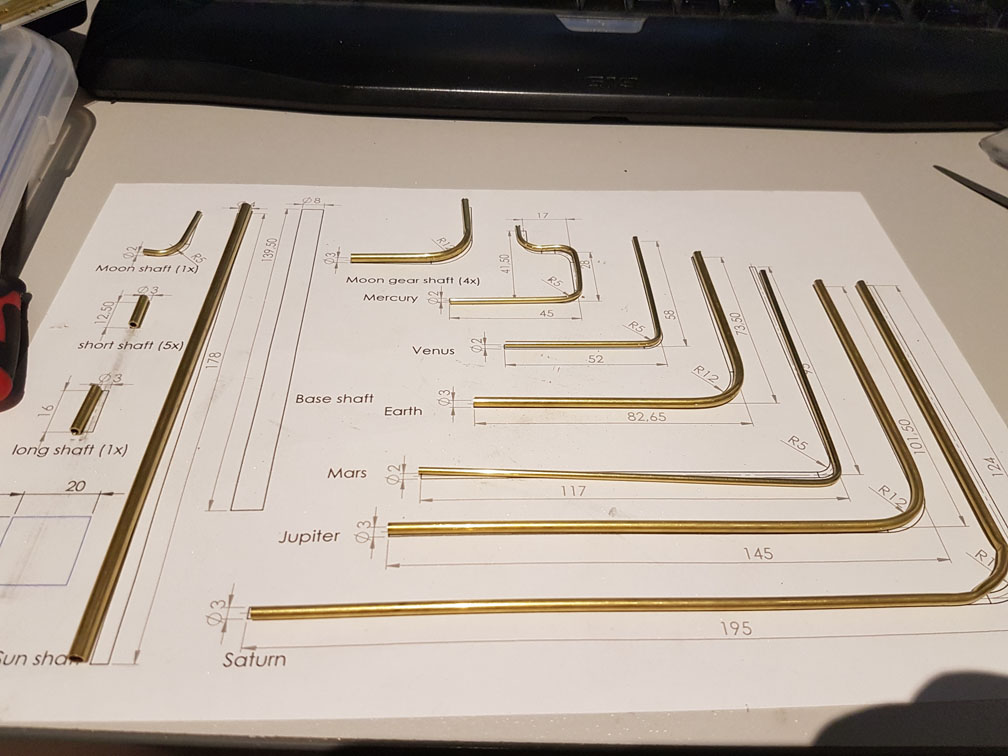 Ø8
17
139,50
R5
Ø2
Moon shaft (1x)
Ø3
Moon gear shaft (4x)
41,50
28
R5
Mercury
Ø2
45
Ø3
12,50
short shaft (5x)
178
R5
58
73,50
Venus
Ø2
52
R12
Ø3
16
long shaft (1x)
Base shaft
Earth
Ø3
82,65
R5
101,50
124
Mars
Ø2
117
20
R12
Jupiter
Ø3
145
Ø3
195
Sun shaft
Saturn